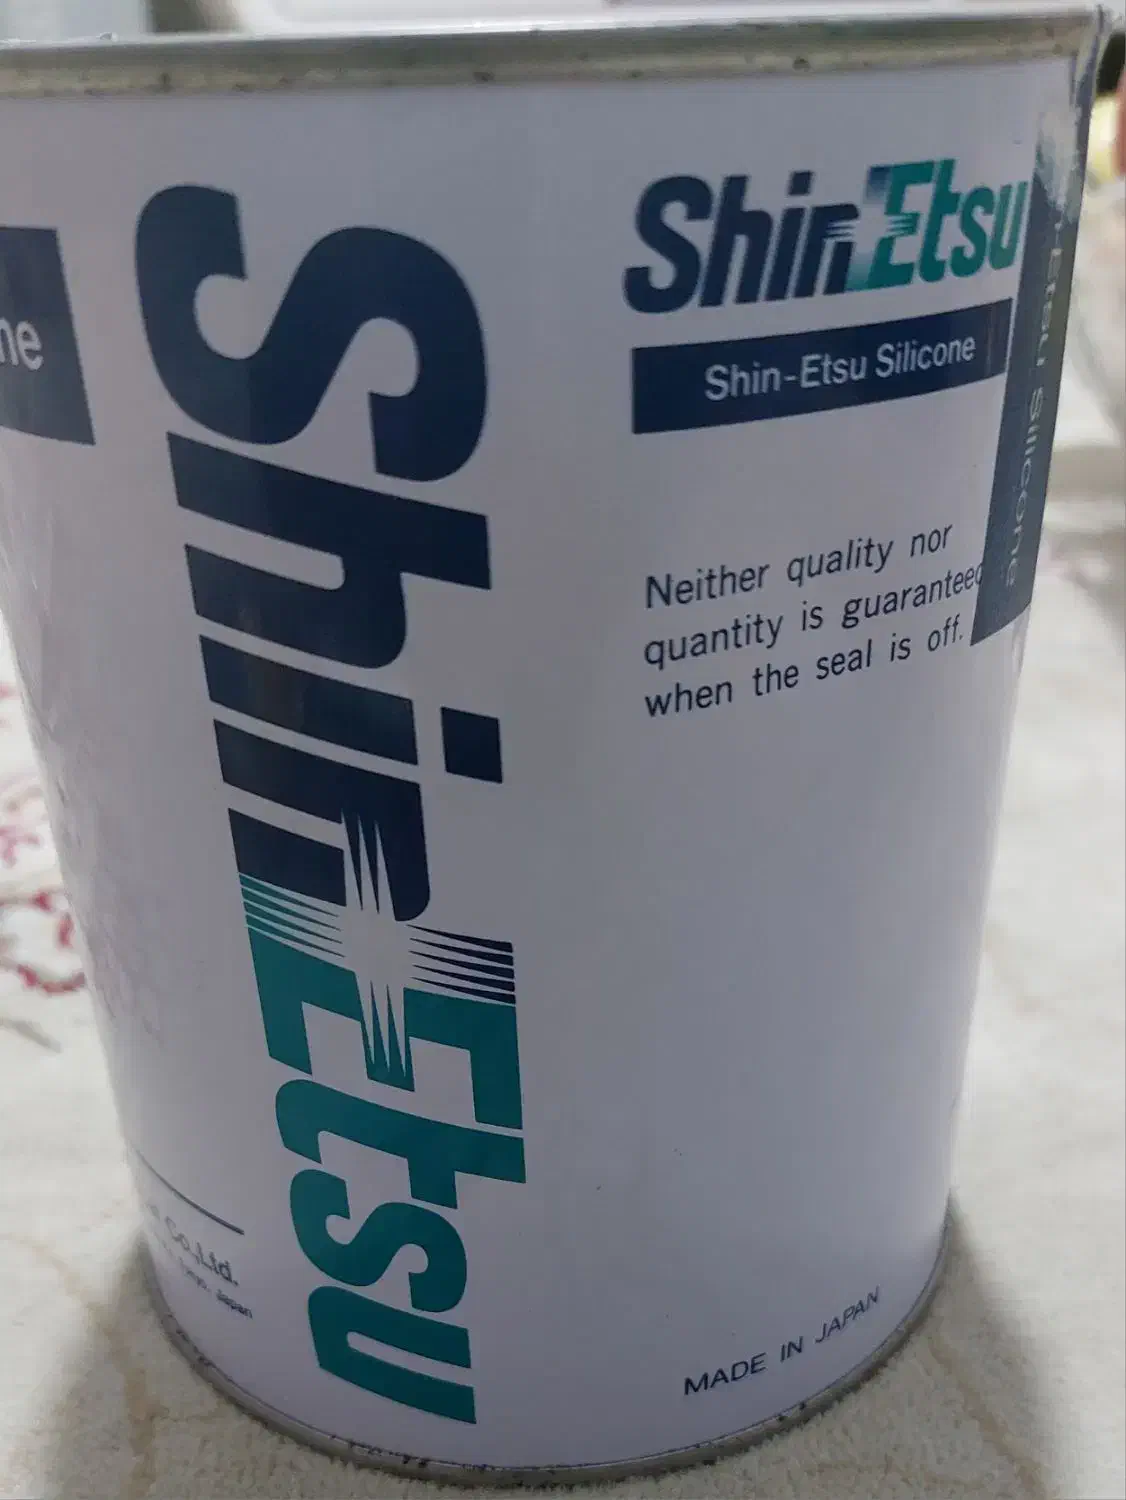 ne
ShinEtsu
Co.,Ltd.
Japan
ShinEtsu
Shin-Etsu Silicone
Neither quality nor
quantity is guaranteed
when the seal is off.
MADE IN JAPAN
Etsu Silicone